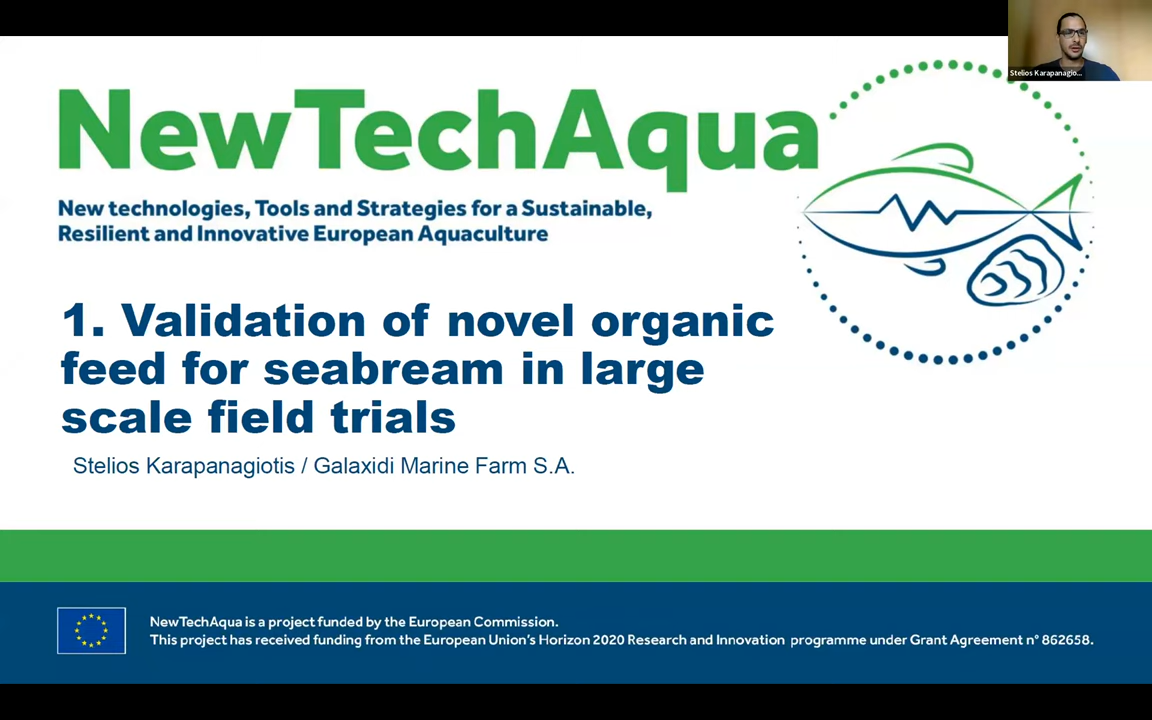 Stelios Karapanagio...
NewTechAqua
New technologies, Tools and Strategies for a Sustainable,
Resilient and Innovative European Aquaculture
1. Validation of novel organic
feed for seabream in large
scale field trials
Stelios Karapanagiotis / Galaxidi Marine Farm S.A.
NewTechAqua is a project funded by the European Commission.
This project has received funding from the European Union's Horizon 2020 Research and Innovation programme under Grant Agreement n° 862658.